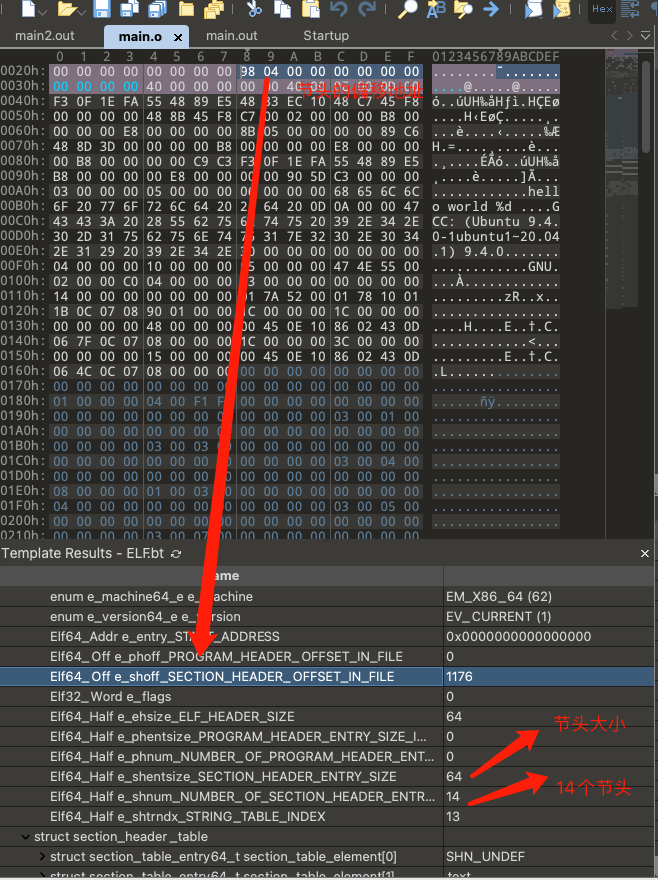 Hex
main2.out
main.o
main.out
Startup
0 1 2 3 4 5 6 7 8 9 A B C D E F 0123456789ABCDEF
0020h: 00 00 00 00 00 00 00 00 98 04 00 00 00 00 00 00
0030h: 00 00 00 00 40 00 00 00 00 00
节头的偏移地址
0040h: F3 0F 1E FA 55 48 89 E5 48 83 EC 10 48 C7 45 F8 ó..úUH‰åHƒì.HÇEø
0050h: 00 00 00 00 48 8B 45 F8 C7 00 02 00 00 00 B8 00
0060h: 00 00 00 E8 00 00 00 00 8B 05 00 00 00 00 89 C6
0070h: 48 8D 3D 00 00 00 00 B8 00 00 00 00 E8 00 00 00
0080h: 00 B8 00 00 00 00 C9 C3 F3 0F 1E FA 55 48 89 E5
0090h: B8 00 00 00 00 E8 00 00 00 00 90 5D C3 00 00 00
00A0h: 03 00 00 00 05 00 00 00 00 00 00 00 68 65 6C 6C ............hell
00B0h: 6F 20 77 6F 72 6C 64 20 25 64 20 0D 0A 00 00 47 o world %d ....G
00C0h: 43 43 3A 20 28 55 62 75 6E 74 75 20 39 2E 34 2E CC: (Ubuntu 9.4.
00D0h: 30 2D 31 75 62 75 6E 74 75 31 7E 32 30 2E 30 34 0-1ubuntu1~20.04
00E0h: 2E 31 29 20 39 2E 34 2E 30 00 00 00 00 00 00 00 .1) 9.4.0.......
00F0h: 04 00 00 00 10 00 00 00 05 00 00 00 47 4E 55 00 ............GNU.
0100h: 02 00 00 C0 04 00 00 00 03 00 00 00 00 00 00 00 ...À............
0110h: 14 00 00 00 00 00 00 00 01 7A 52 00 01 78 10 01 .........zR..x..
0120h: 1B 0C 07 08 90 01 00 00 1C 00 00 00 1C 00 00 00
0130h: 00 00 00 00 48 00 00 00 00 45 0E 10 86 02 43 0D ....H....E..†.C.
0140h: 06 7F 0C 07 08 00 00 00 1C 00 00 00 3C 00 00 00 ............<...
0150h: 00 00 00 00 15 00 00 00 00 45 0E 10 86 02 43 0D .........E..†.C.
0160h: 06 4C 0C 07 08 00 00 00 00 00 00 00 00 00 00 00 .L..............
0170h: 00 00 00 00 00 00 00 00 00 00 00 00 00 00 00 00 ................
0180h: 01 00 00 00 04 00 F1 FF 00 00 00 00 00 00 00 00 ......ñÿ........
0190h: 00 00 00 00 00 00 00 00 00 00 00 00 03 00 01 00 ................
01A0h: 00 00 00 00 00 00 00 00 00 00 00 00 00 00 00 00 ................
01B0h: 00 00 00 00 03 00 03 00 00 00 00 00 00 00 00 00 ................
01C0h: 00 00 00 00 00 00 00 00 00 00 00 00 03 00 04 00 ................
01D0h: 00 00 00 00 00 00 00 00 00 00 00 00 00 00 00 00 ................
01E0h: 08 00 00 00 01 00 03 00 00 00 00 00 00 00 00 00 ................
01F0h: 04 00 00 00 00 00 00 00 00 00 00 00 03 00 05 00 ................
0200h: 00 00 00 00 00 00 00 00 00 00 00 00 00 00 00 00 ................
0210h: 00 00 00 00 03 00 07 00 00 00 00 00 00 00 00 00 ................
Template Results - ELF.bt
enum e_machine64_e e_machine EM_X86_64 (62)
enum e_version64_e e_version EV_CURRENT (1)
Elf64_Addr e_entry_START_ADDRESS 0x0000000000000000
Elf64_Off e_phoff_PROGRAM_HEADER_OFFSET_IN_FILE 0
Elf64_Off e_shoff_SECTION_HEADER_OFFSET_IN_FILE 1176
Elf32_Word e_flags 0
Elf64_Half e_ehsize_ELF_HEADER_SIZE 64
节头大小
Elf64_Half e_phentsize_PROGRAM_HEADER_ENTRY_SIZE_I... 0
Elf64_Half e_phnum_NUMBER_OF_PROGRAM_HEADER_ENT... 0
Elf64_Half e_shentsize_SECTION_HEADER_ENTRY_SIZE 64
14个节头
Elf64_Half e_shnum_NUMBER_OF_SECTION_HEADER_ENTR... 14
Elf64_Half e_shtrndx_STRING_TABLE_INDEX 13
struct section_header_table
struct section_table_entry64_t section_table_element[0] SHN_UNDEF
struct section_table_entry64_t section_table_element[1] .text